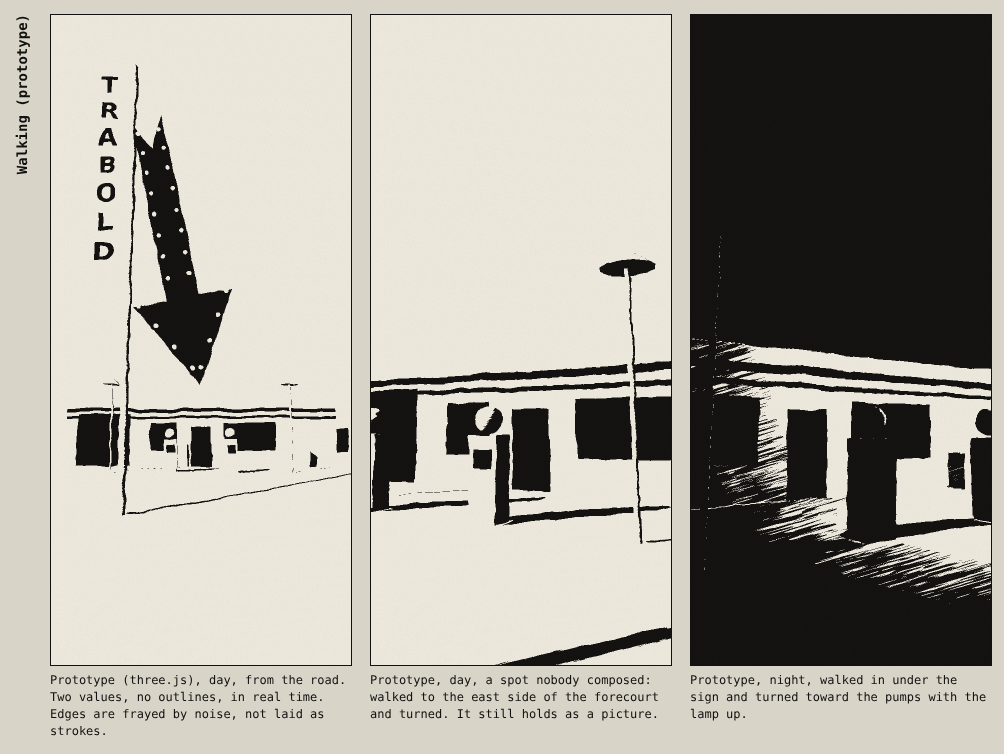 Walking (prototype)
TRABOLD
Prototype (three.js), day, from the road.
Two values, no outlines, in real time.
Edges are frayed by noise, not laid as
strokes.
Prototype, day, a spot nobody composed:
walked to the east side of the forecourt
and turned. It still holds as a picture.
Prototype, night, walked in under the
sign and turned toward the pumps with the
lamp up.